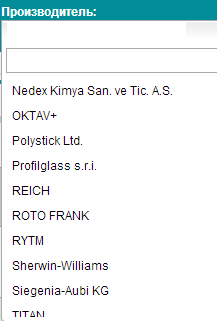 Производитель:
Nedex Kimya San. ve Tic. A.S.
OKTAV+
Polystick Ltd.
Profilglass s.r.i.
REICH
ROTO FRANK
RYTM
Sherwin-Williams
Siegenia-Aubi KG
TITAN